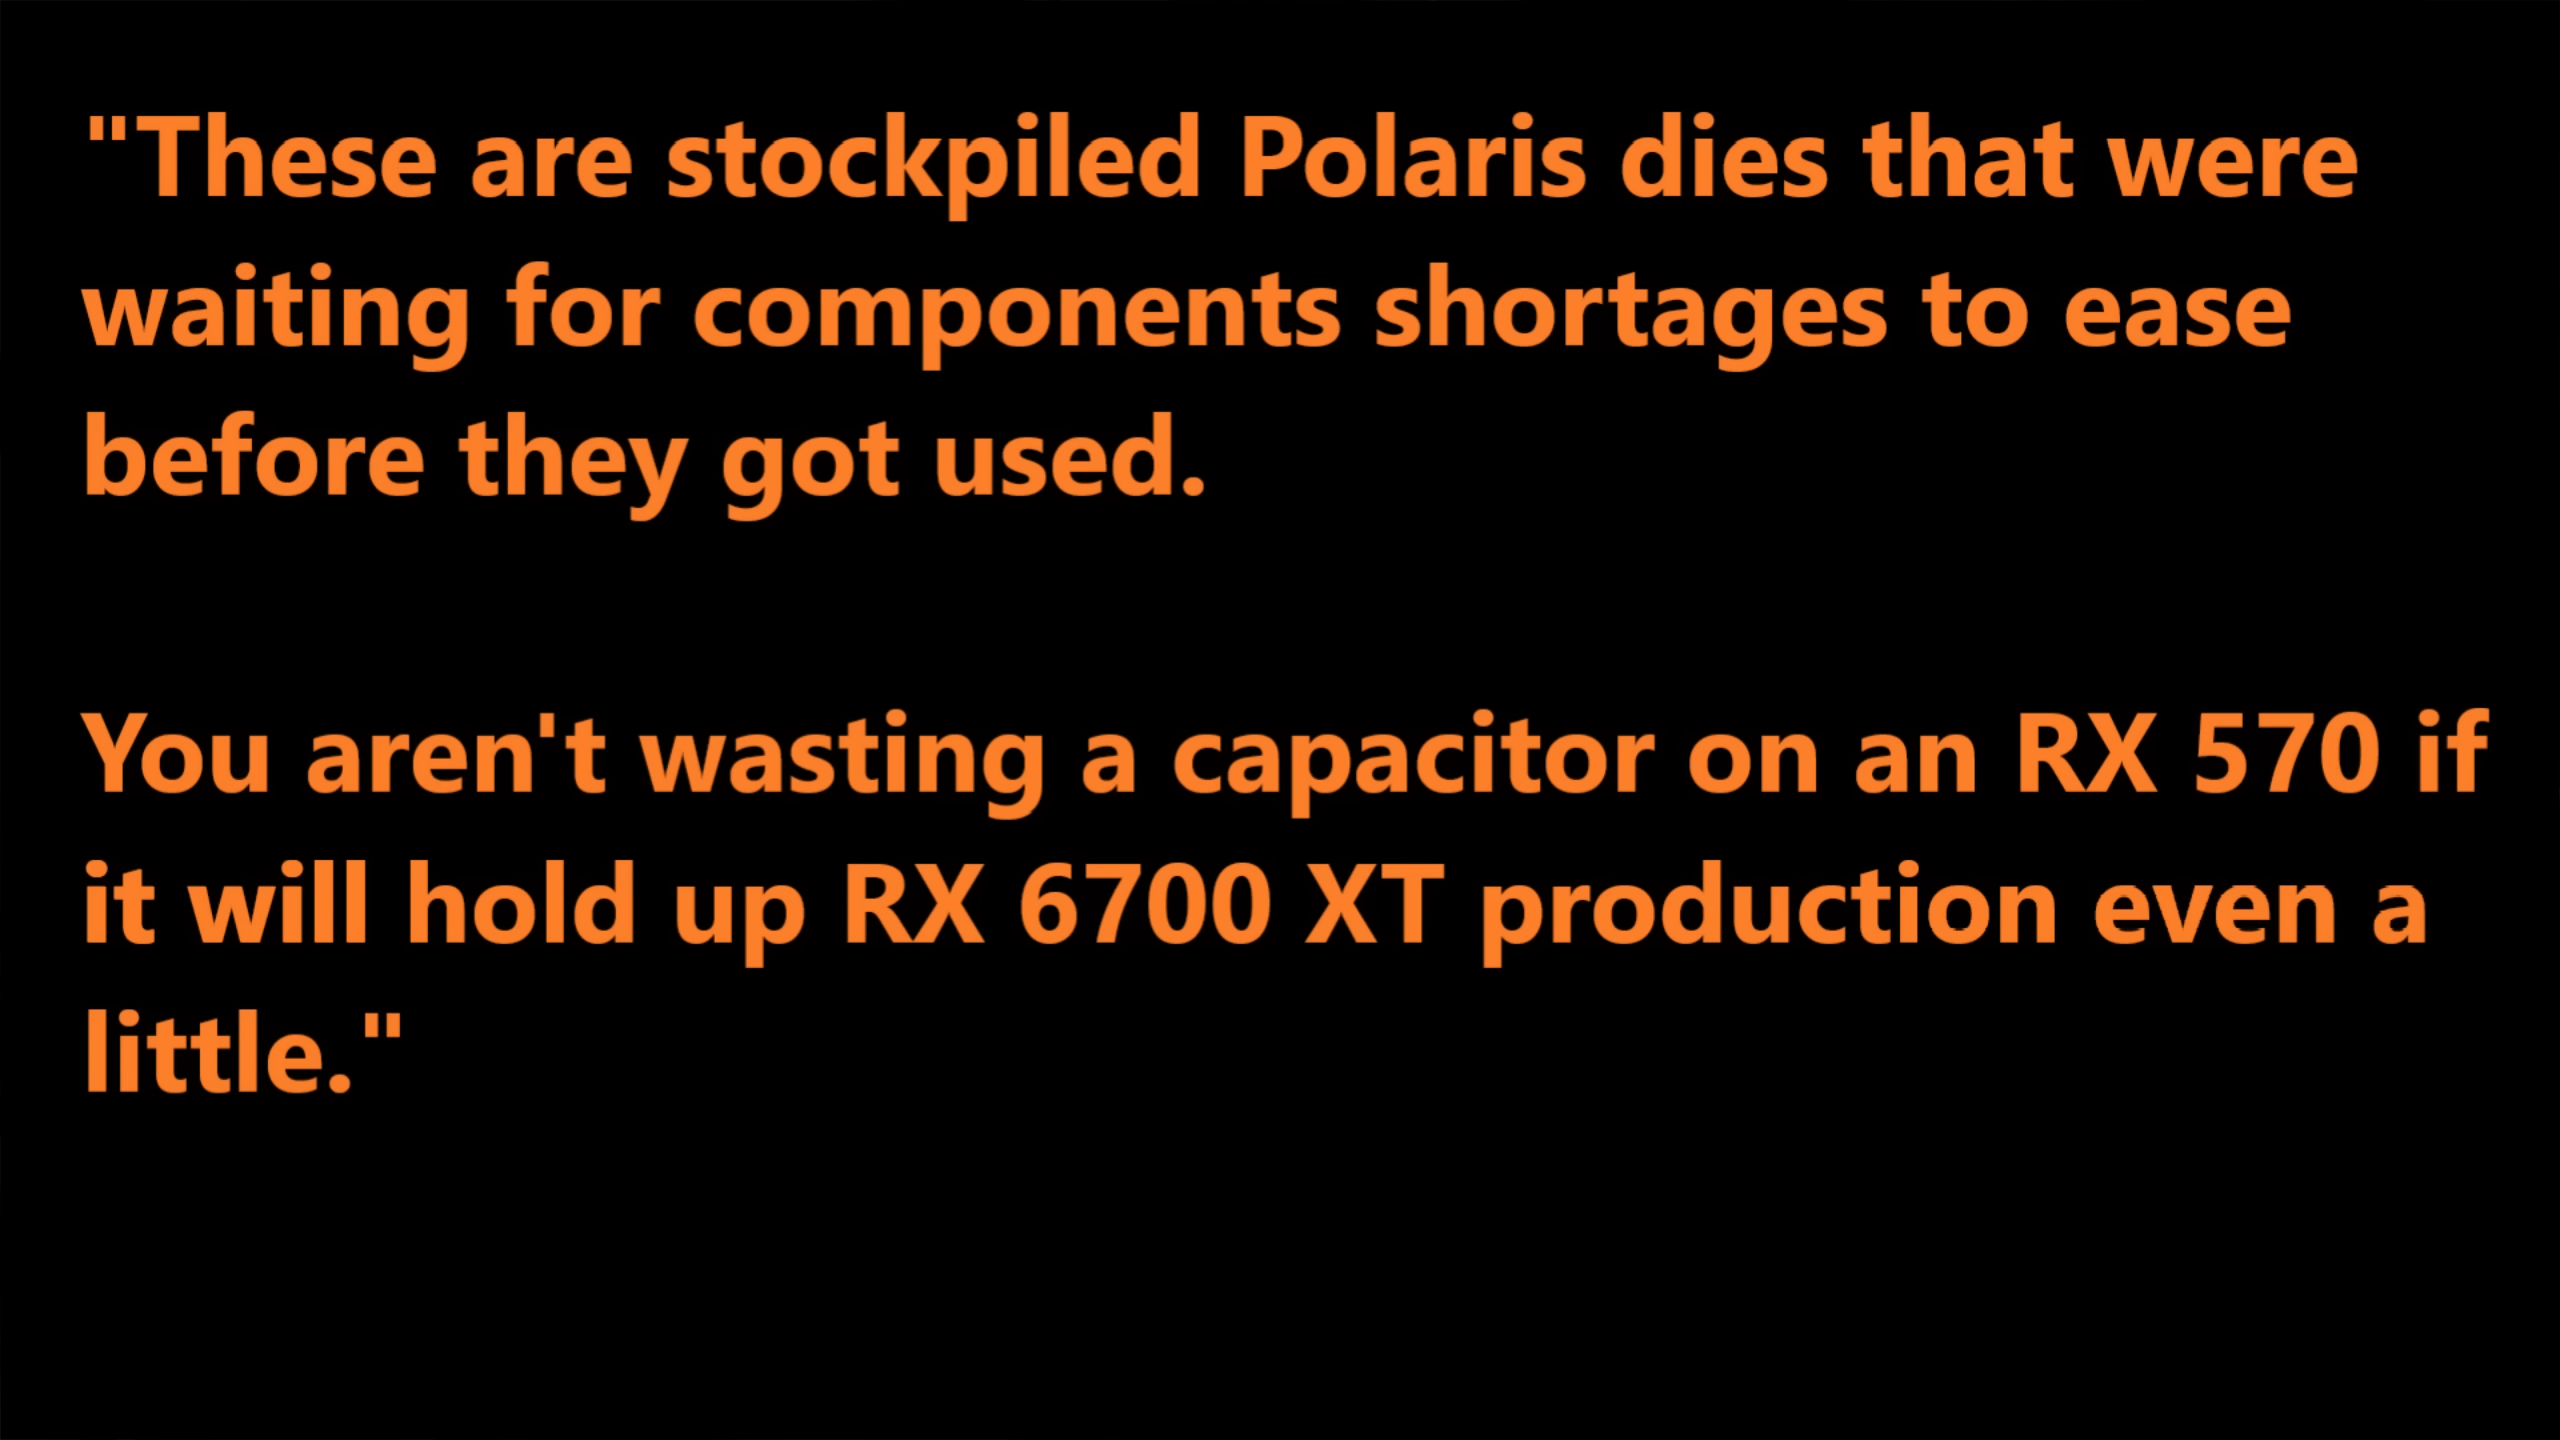 "These are stockpiled Polaris dies that were
waiting for components shortages to ease
before they got used.
You aren't wasting a capacitor on an RX 570 if
it will hold up RX 6700 XT production even a
little."